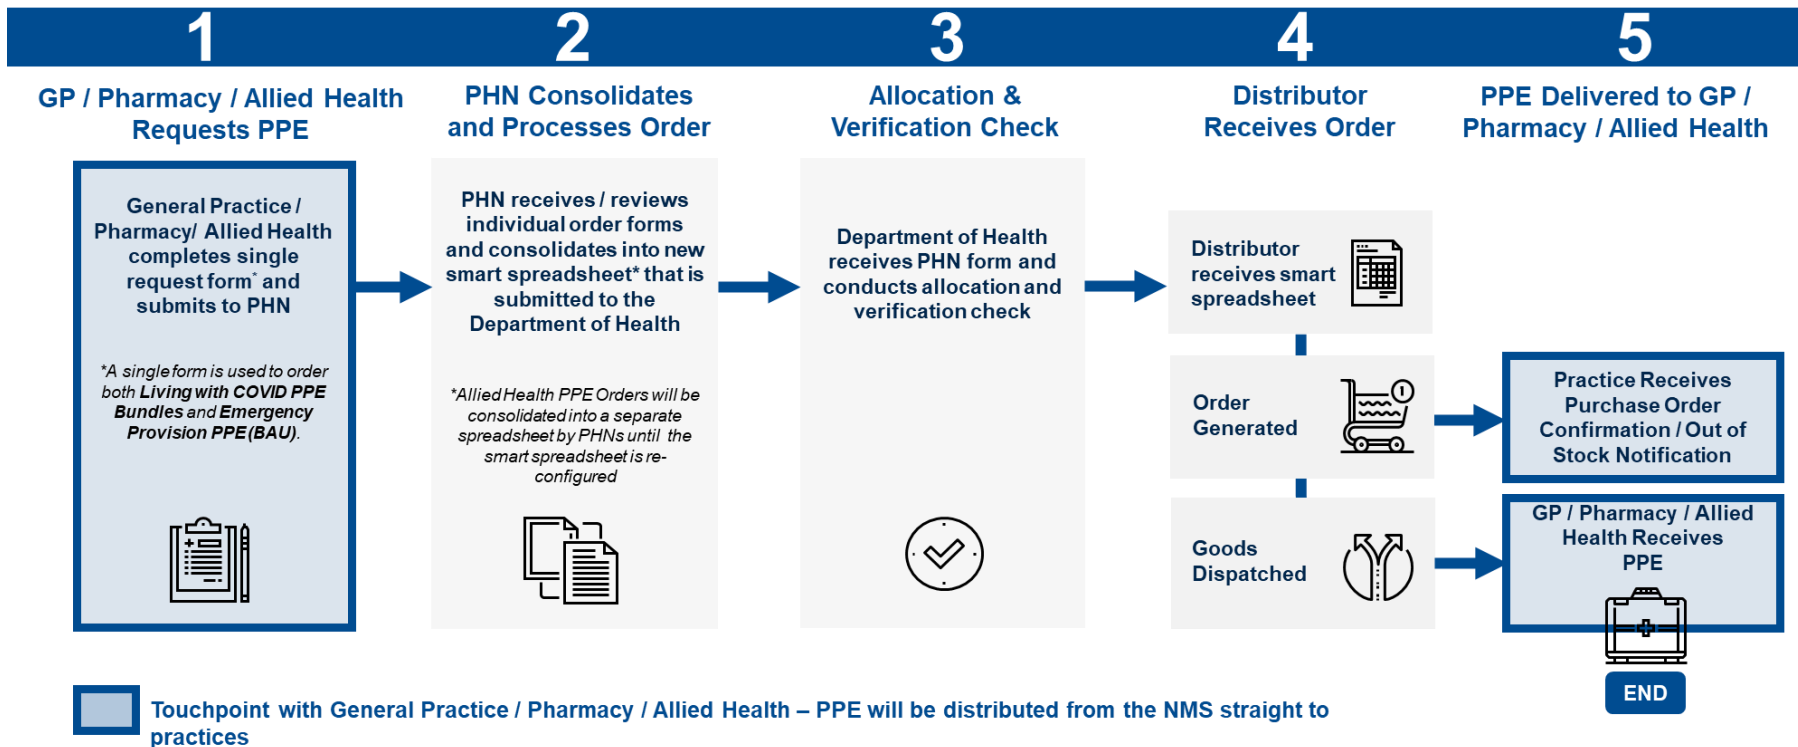 1
2
3
4
5
GP / Pharmacy / Allied Health
Requests PPE
PHN Consolidates
and Processes Order
Allocation &
Verification Check
Distributor
Receives Order
PPE Delivered to GP /
Pharmacy / Allied Health
General Practice /
Pharmacy/ Allied Health
completes single
request form* and
submits to PHN
*A single form is used to order
both Living with COVID PPE
Bundles and Emergency
Provision PPE (BAU).
PHN receives / reviews
individual order forms
and consolidates into new
smart spreadsheet* that is
submitted to the
Department of Health
*Allied Health PPE Orders will be
consolidated into a separate
spreadsheet by PHNs until the
smart spreadsheet is re-
configured
Department of Health
receives PHN form and
conducts allocation and
verification check
Distributor
receives smart
spreadsheet
Order
Generated
1
Goods
Dispatched
Practice Receives
Purchase Order
Confirmation / Out of
Stock Notification
GP / Pharmacy / Allied
Health Receives
PPE
END
Touchpoint with General Practice / Pharmacy / Allied Health – PPE will be distributed from the NMS straight to
practices